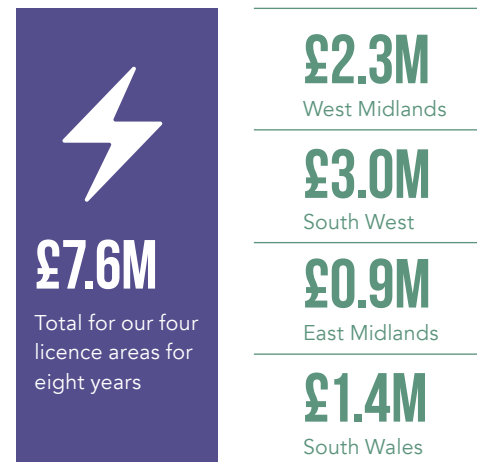 £7.6M
Total for our four
licence areas for
eight years
£2.3M
West Midlands
£3.0M
South West
£0.9M
East Midlands
£1.4M
South Wales